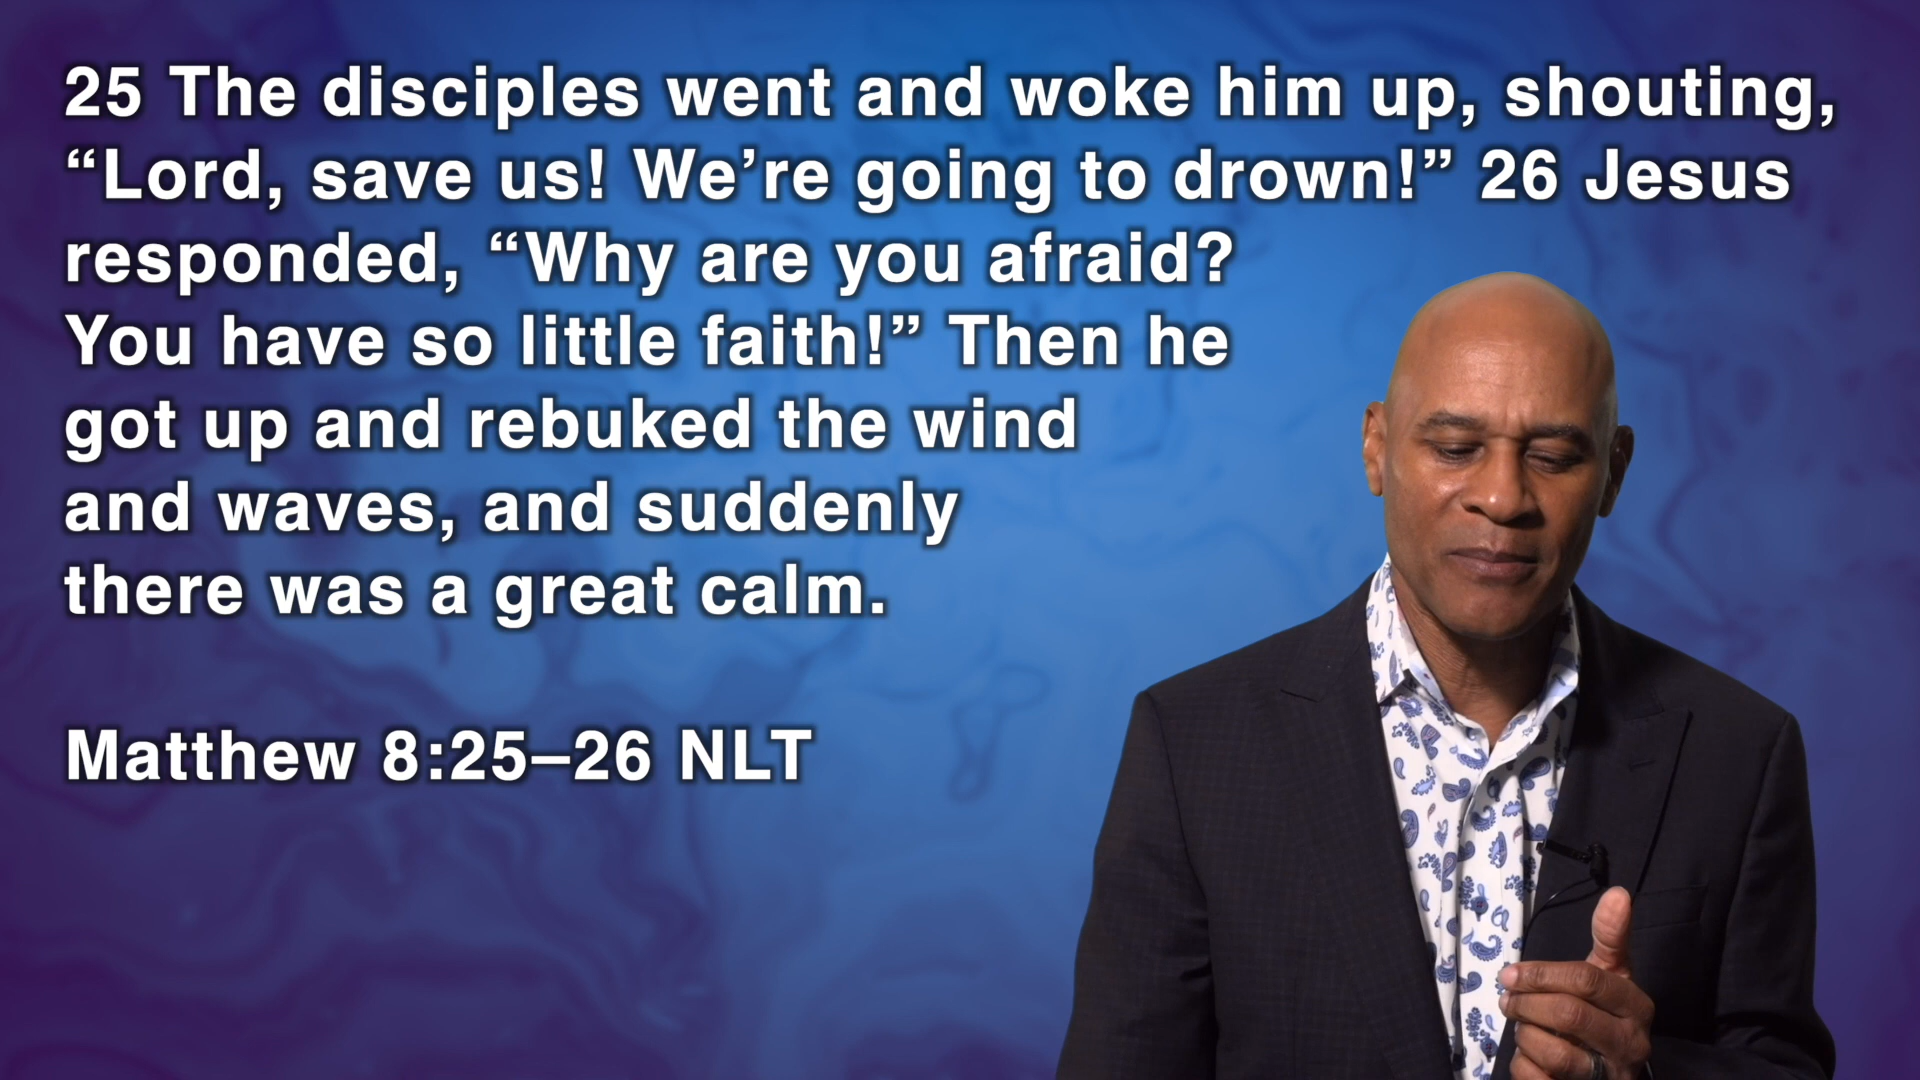 25 The disciples went and woke him up, shouting,
“Lord, save us! We’re going to drown!” 26 Jesus
responded, “Why are you afraid?
You have so little faith!” Then he
got up and rebuked the wind
and waves, and suddenly
there was a great calm.
Matthew 8:25–26 NLT